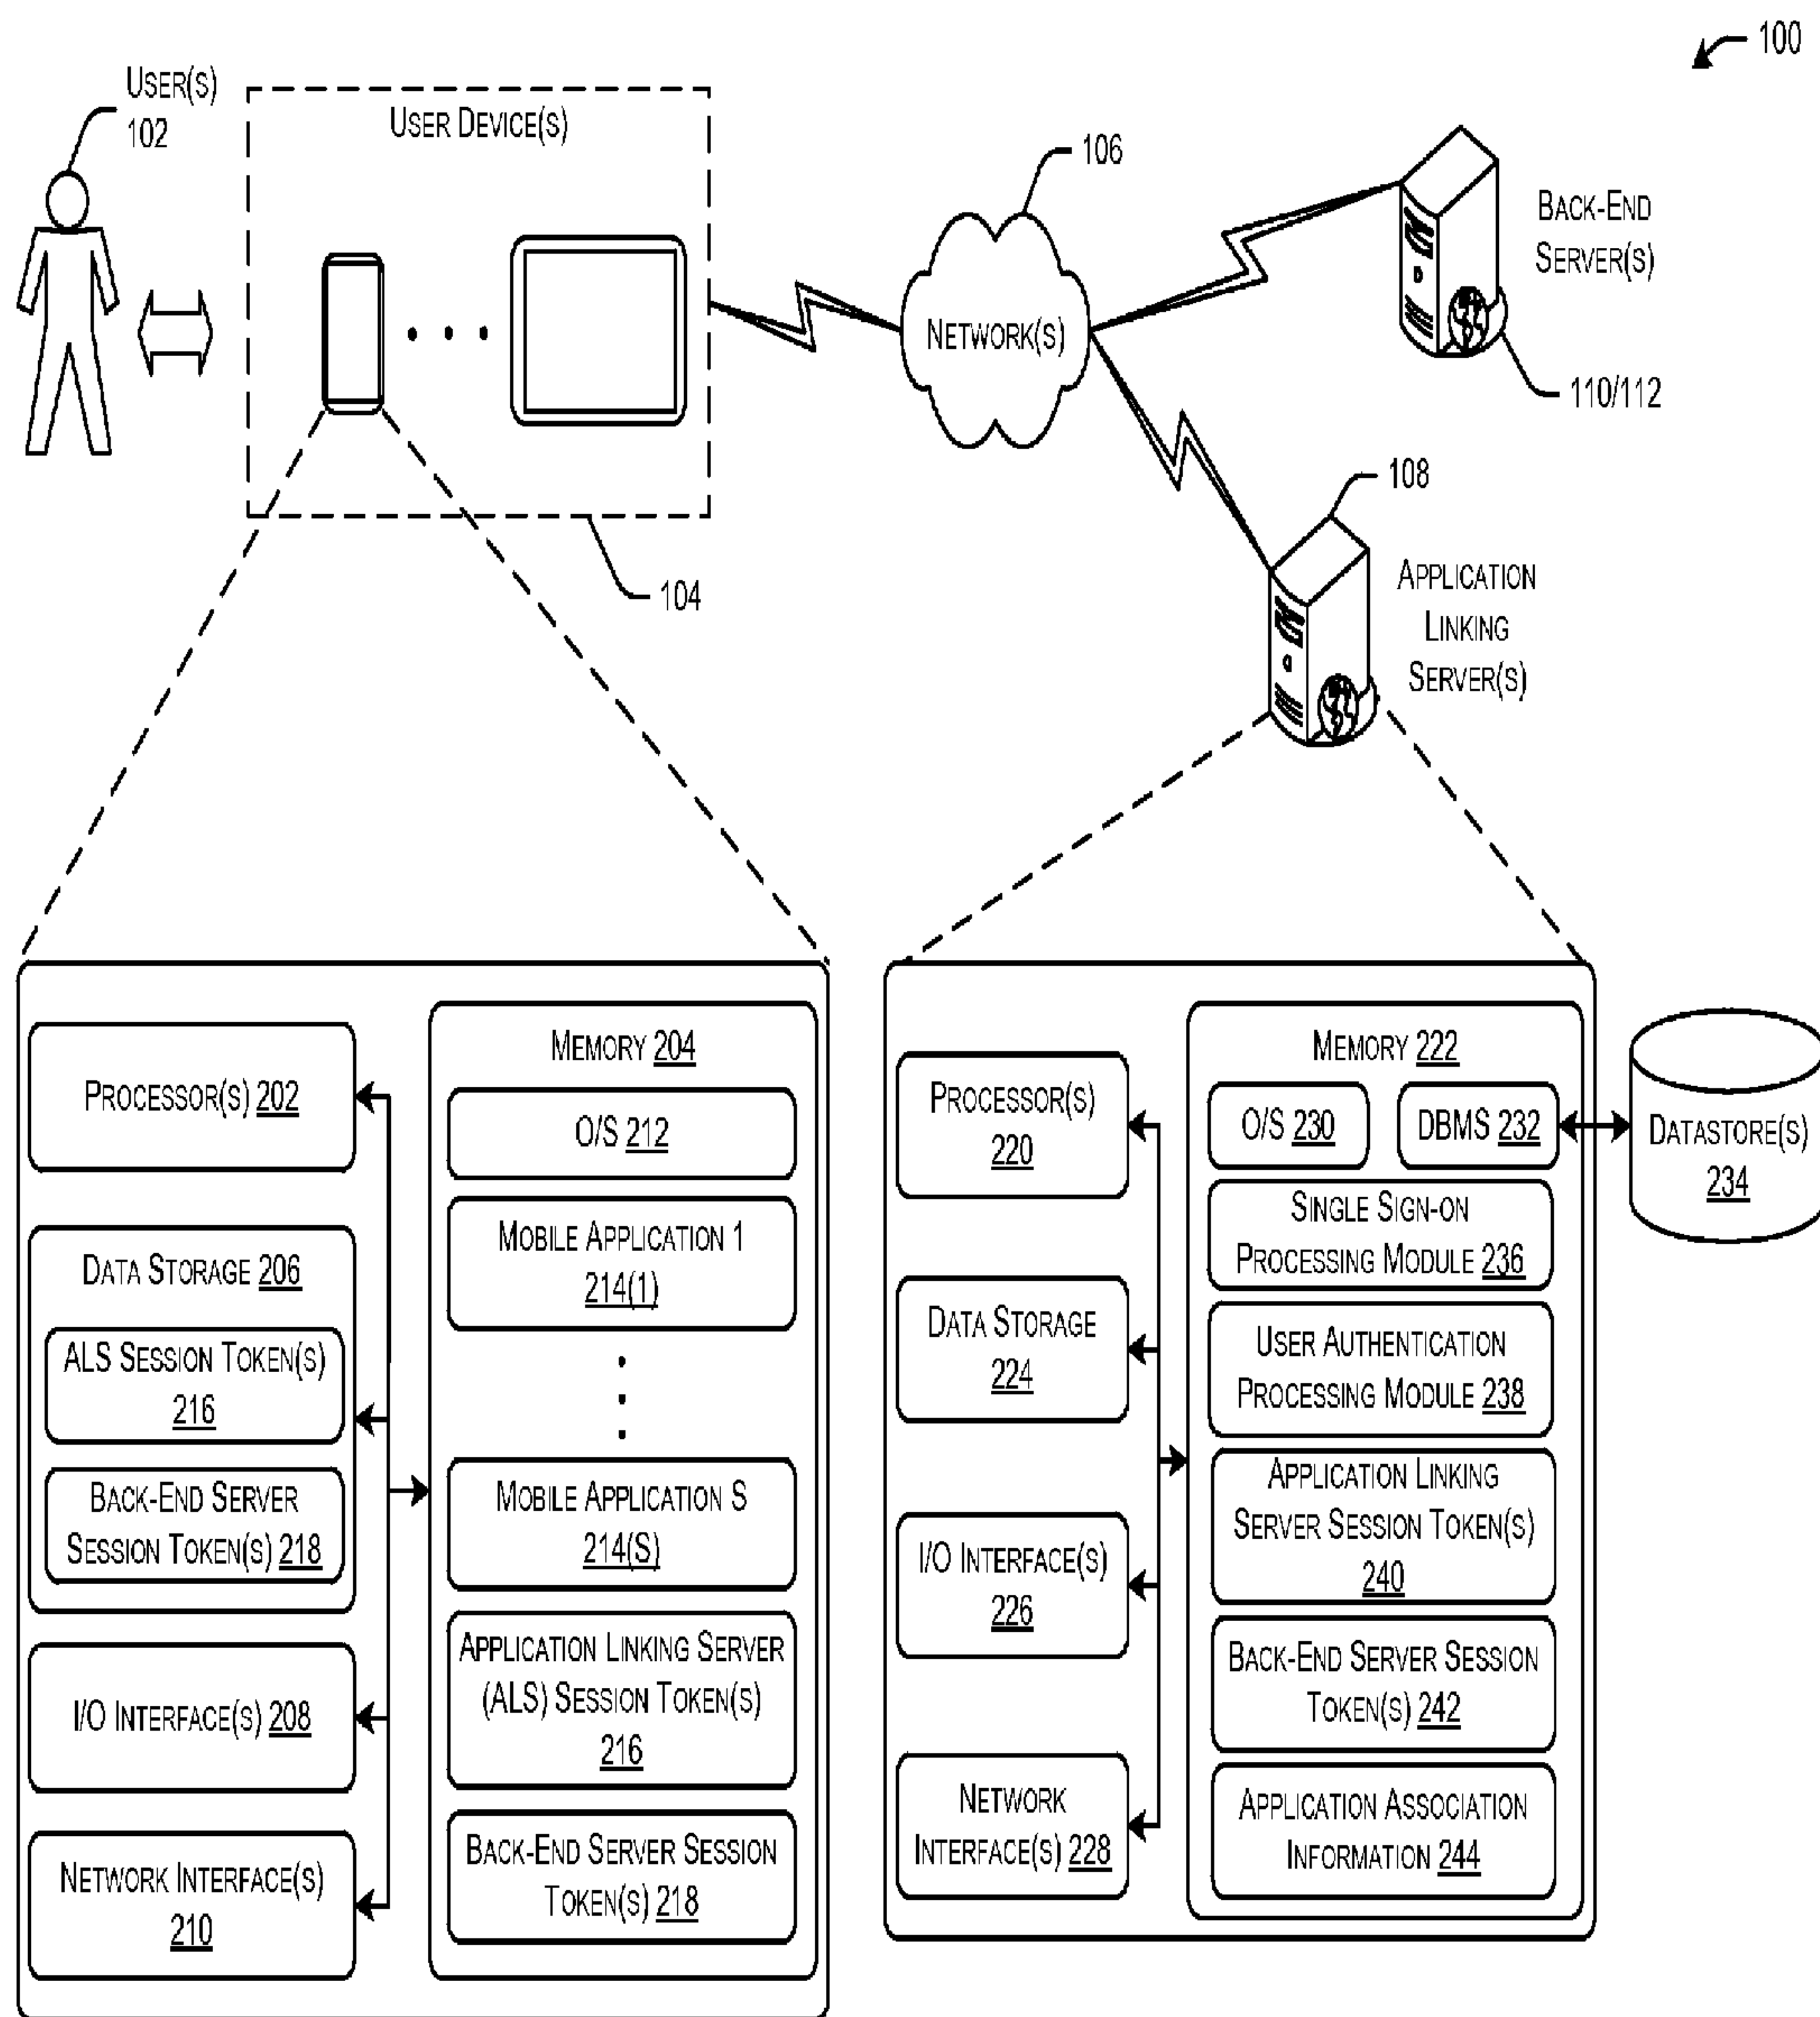 100
USER(S)
102
USER DEVICE(S)
106
BACK-END
SERVER(S)
NETWORK(S)
110/112
108
104
APPLICATION
LINKING
SERVER(S)
PROCESSOR(S) 202
DATA STORAGE 206
ALS SESSION TOKEN(S)
216
BACK-END SERVER
SESSION TOKEN(S) 218
I/O INTERFACE(S) 208
NETWORK INTERFACE(S)
210
MEMORY 204
O/S 212
MOBILE APPLICATION 1
214(1)
MOBILE APPLICATION S
214(S)
APPLICATION LINKING SERVER
(ALS) SESSION TOKEN(S)
216
BACK-END SERVER SESSION
TOKEN(S) 218
PROCESSOR(S)
220
DATA STORAGE
224
I/O INTERFACE(S)
226
NETWORK
INTERFACE(S) 228
MEMORY 222
O/S 230
DBMS 232
SINGLE SIGN-ON
PROCESSING MODULE 236
USER AUTHENTICATION
PROCESSING MODULE 238
APPLICATION LINKING
SERVER SESSION TOKEN(S)
240
BACK-END SERVER SESSION
TOKEN(S) 242
APPLICATION ASSOCIATION
INFORMATION 244
DATASTORE(S)
234